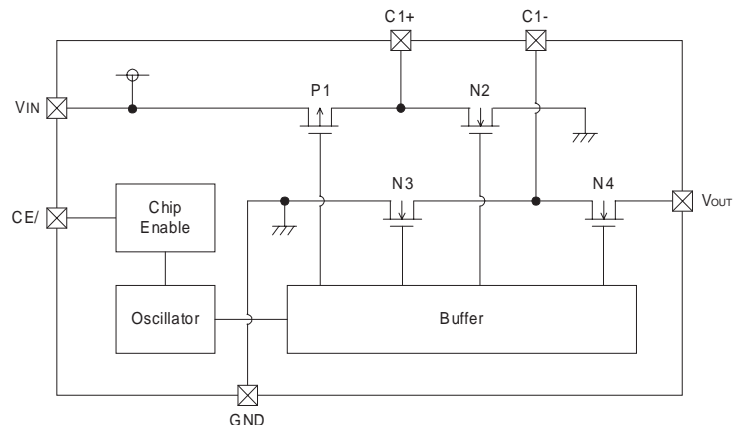 C1+
C1-
P1
N2
VIN
N3
N4
VOUT
CE/
Chip
Enable
Oscillator
Buffer
GND